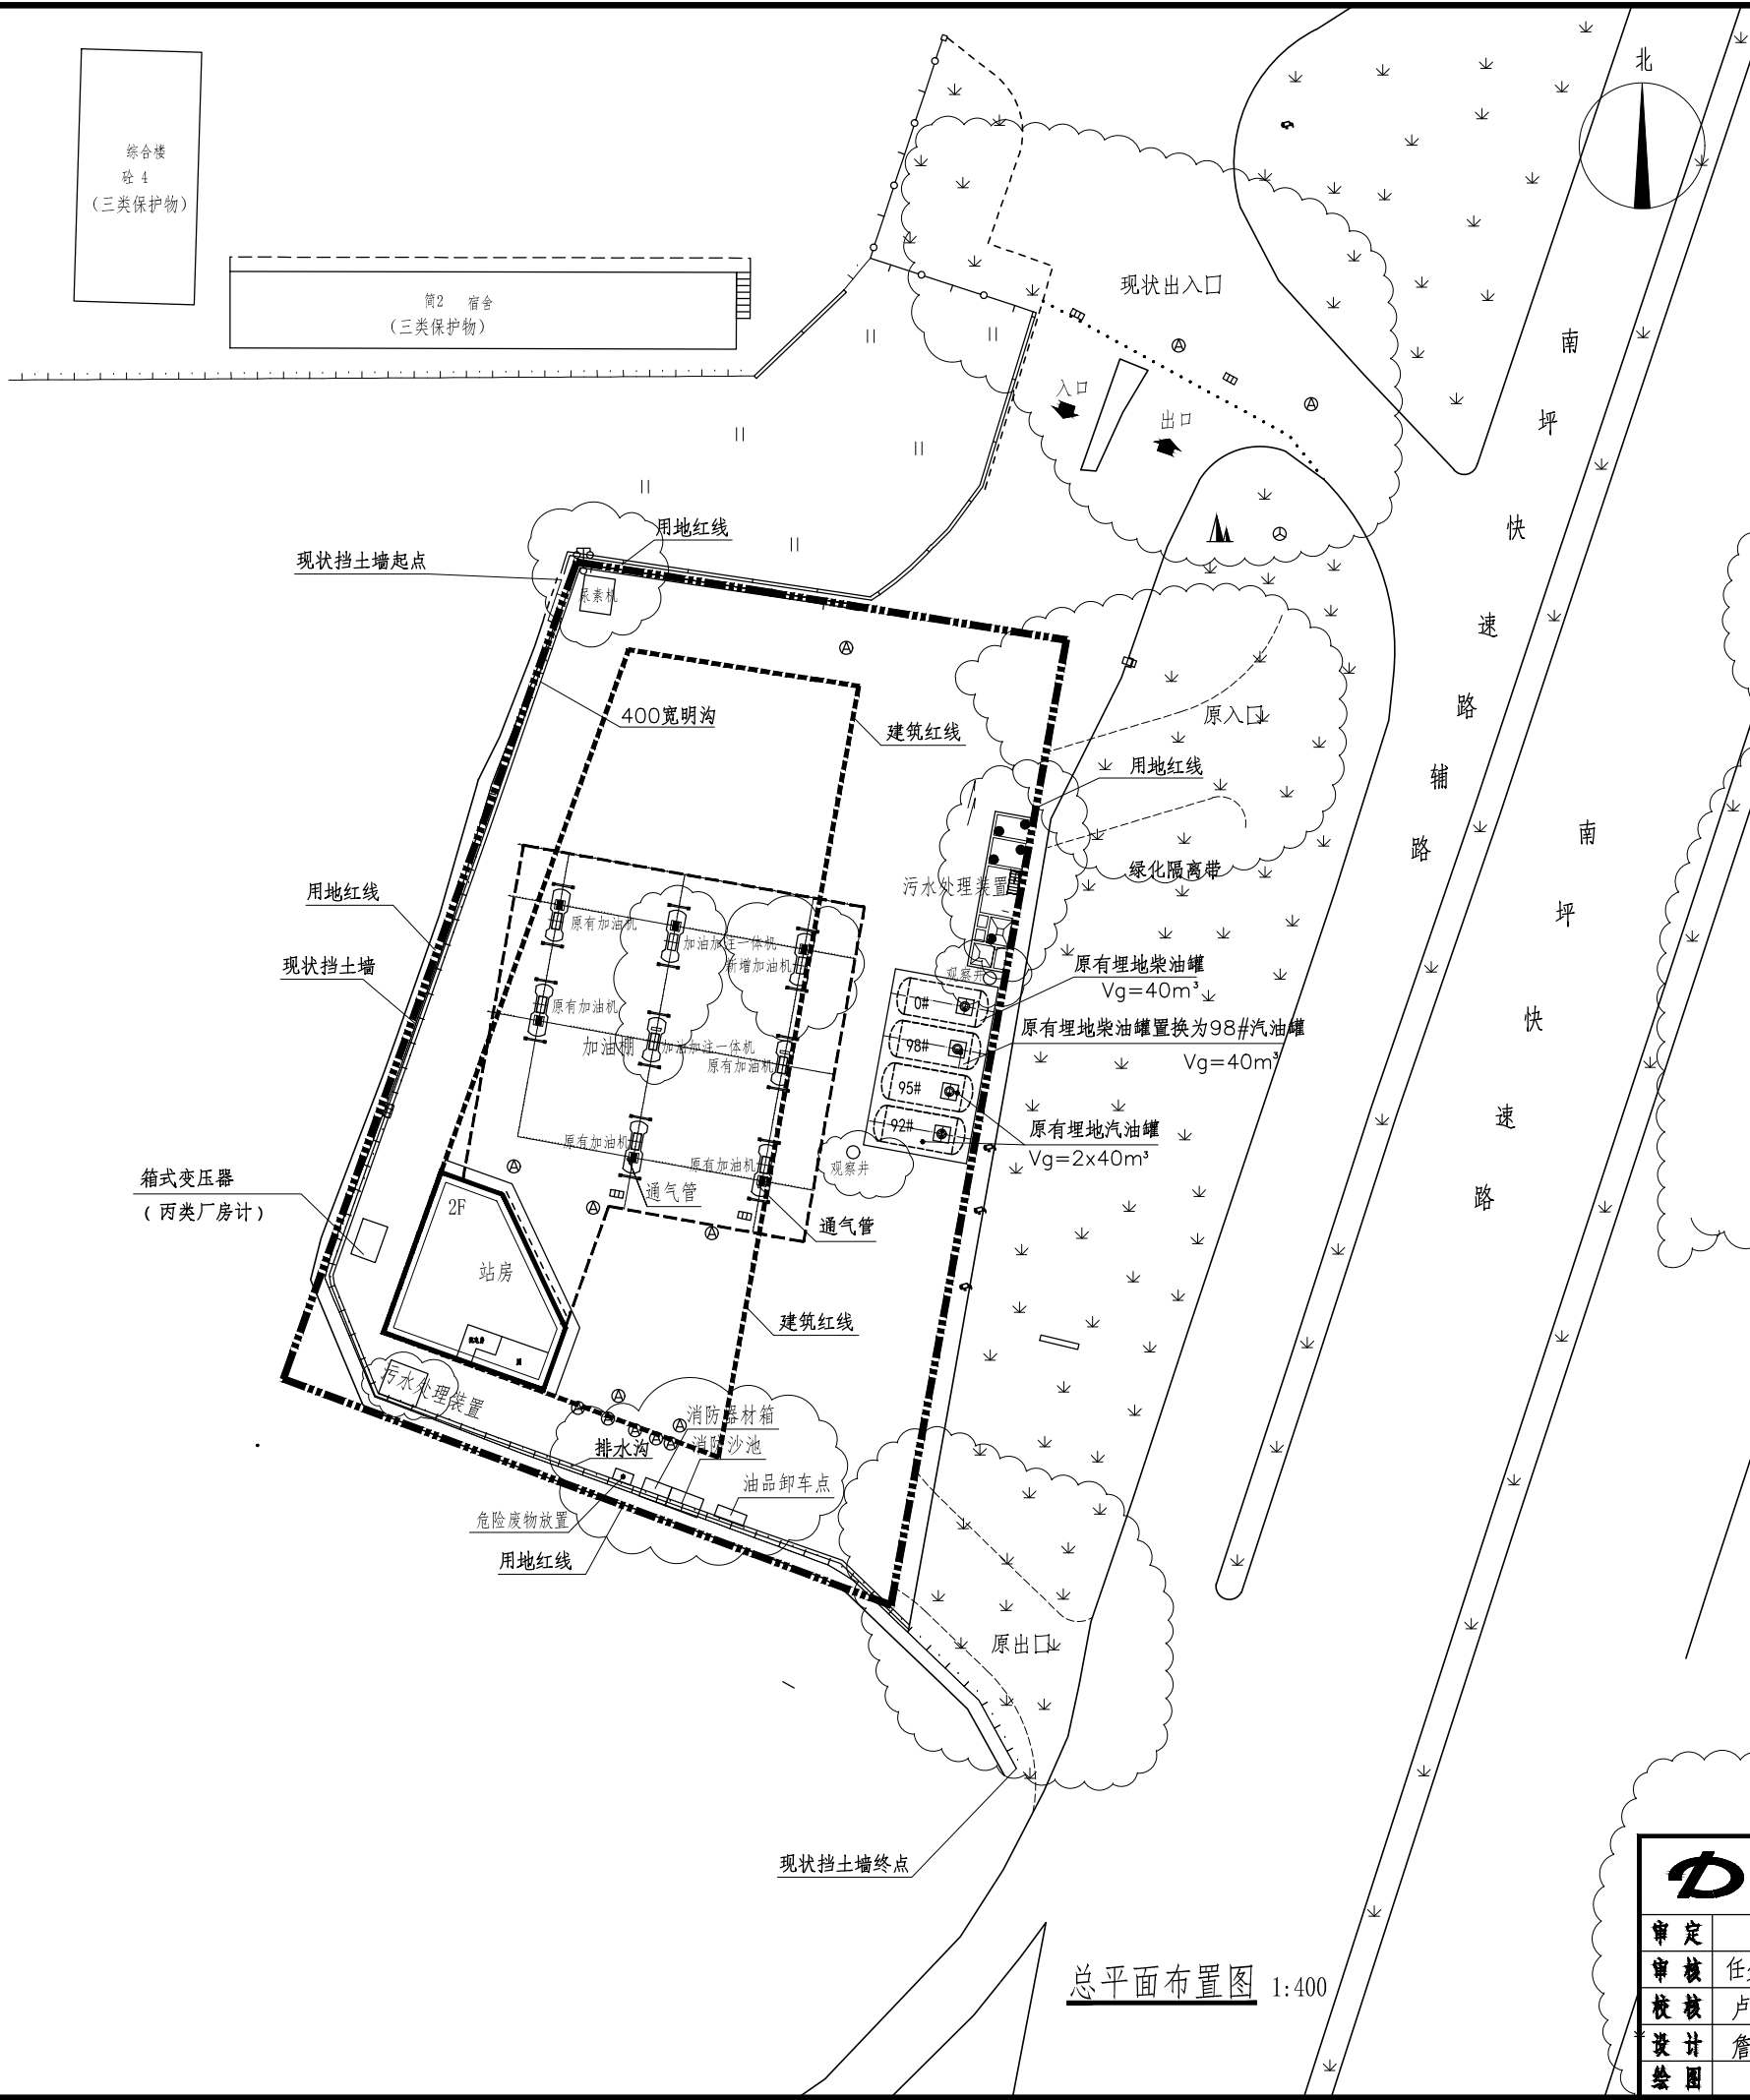 北
综合楼
砼 4
(三类保护物)
简2 宿舍
(三类保护物)
现状出入口
入口
出口
南
坪
快
速
路
辅
路
用地红线
现状挡土墙起点
尿素机
400宽明沟
建筑红线
原入口
用地红线
绿化隔离带
南
坪
快
速
路
用地红线
污水处理装置
原有加油机
加油加注一体机
新增加油机
观察井
现状挡土墙
原有埋地柴油罐
Vg=40m³
原有加油机
0#
加油棚
加油加注一体机
原有加油机
98#
原有埋地柴油罐置换为98#汽油罐
Vg=40m³
95#
92#
原有埋地汽油罐
Vg=2x40m³
原有加油机
原有加油机
观察井
箱式变压器
(丙类厂房计)
2F
通气管
通气管
站房
建筑红线
污水处理装置
消防器材箱
排水沟
消防沙池
油品卸车点
危险废物放置
用地红线
原出口
现状挡土墙终点
总平面布置图 1:400
审定
审核 任
校核 卢
设计 詹
绘图